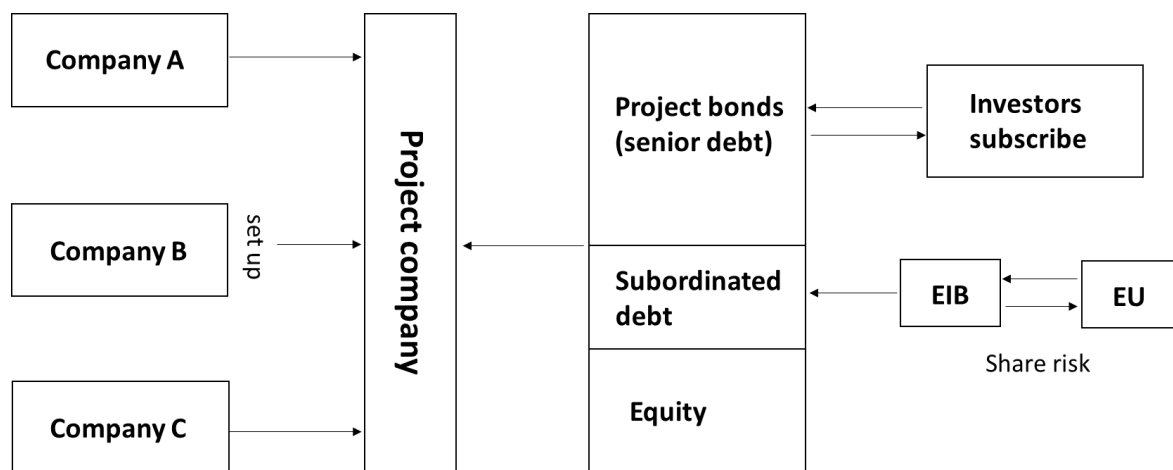 Company A
Company B
Company C
set up
Project company
Project bonds
(senior debt)
Subordinated
debt
Equity
Investors
subscribe
EIB
EU
Share risk